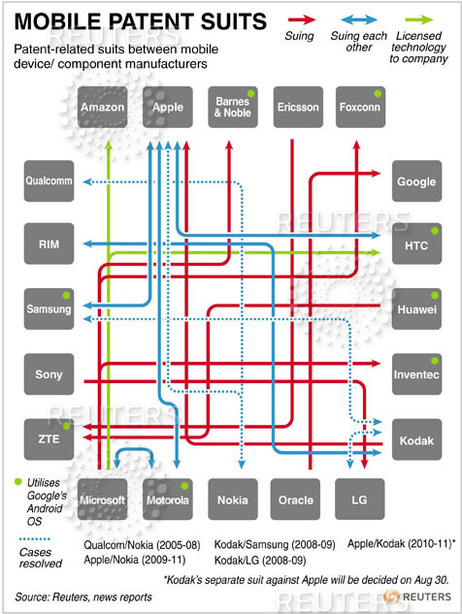 MOBILE PATENT SUITS
Patent-related suits between mobile
device/ component manufacturers
Suing
Suing each
other
Licensed
technology
to company
REUTERS
Amazon
Apple
Barnes
& Noble
Ericsson
Foxconn
Qualcomm
Google
REUTERS
RIM
HTC
Samsung
Huawei
Sony
Inventec
REUTERS
ZTE
Kodak
REUTERS
Microsoft
Motorola
Nokia
Oracle
LG
Utilises
Google's
Android
OS
Cases
resolved
Qualcom/Nokia (2005-08)
Apple/Nokia (2009-11)
Kodak/Samsung (2008-09)
Kodak/LG (2008-09)
Apple/Kodak (2010-11)*
*Kodak's separate suit against Apple will be decided on Aug 30.
Source: Reuters, news reports
REUTERS